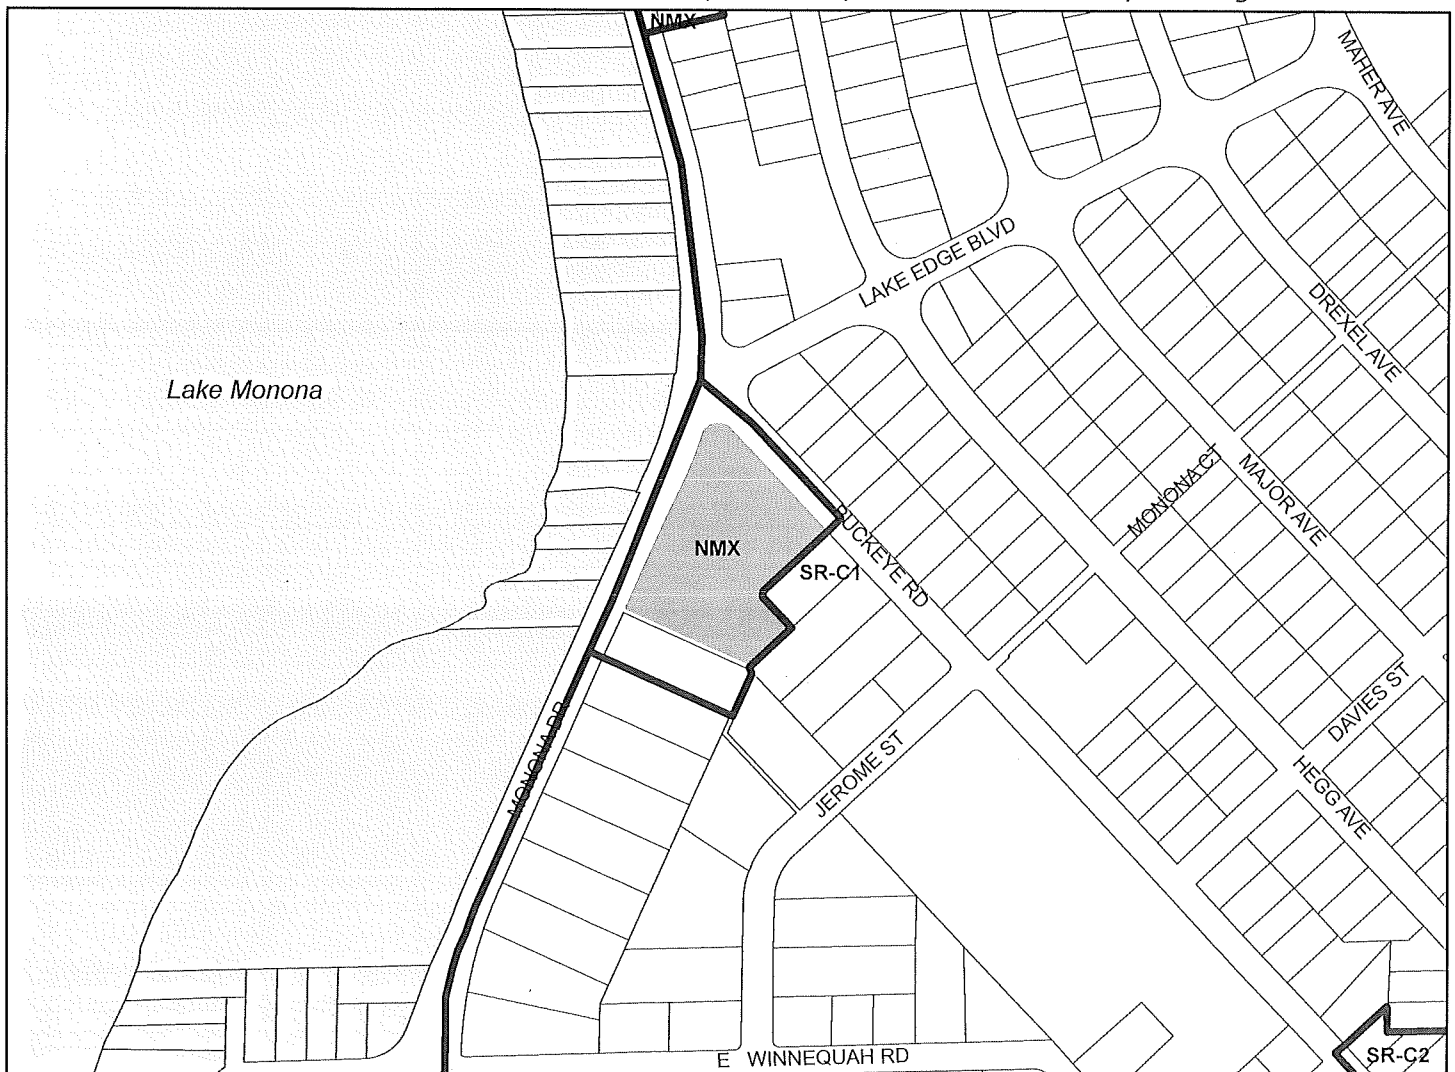 NMX
MAHER AVE
LAKE EDGE BLVD
DREXEL AVE
Lake Monona
MONONA CT
MAJOR AVE
BUCKEYE RD
NMX
SR-C1
DAVIES ST
MONONA DR
JEROME ST
HEGG AVE
E WINNEQUAH RD
SR-C2